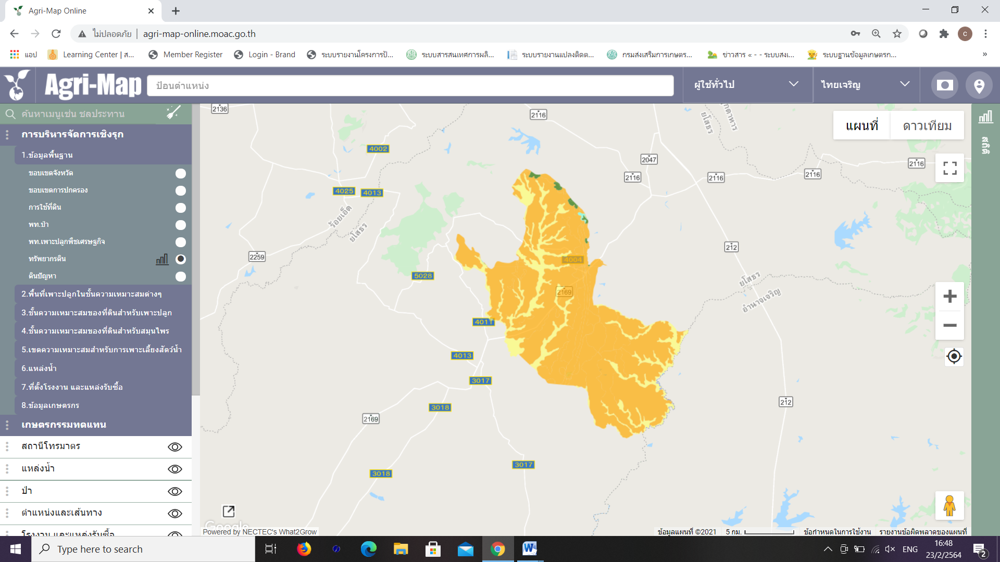 Agri-Map Online
ไม่ปลอดภัย | agri-map-online.moac.go.th
C
แอป
Learning Center | ส...
Member Register
Login - Brand
ระบบรายงานโครงการป้...
ระบบสารสนเทศการผลิ...
ระบบรายงานแปลงติดต...
กรมส่งเสริมการเกษตร...
ข่าวสาร « - - ระบบสงเ...
ระบบฐานข้อมูลเกษตรก...
»
Agri-Map
ป้อนตำแหน่ง
ผู้ใช้ทั่วไป
ไทยเจริญ
ค้นหาเมนูเช่น ชลประทาน
การบริหารจัดการเชิงรุก
1.ข้อมูลพื้นฐาน
ขอบเขตจังหวัด
ขอบเขตการปกครอง
การใช้ที่ดิน
พท.ป่า
พท.เพาะปลูกพืชเศรษฐกิจ
ทรัพยากรดิน
ดินปัญหา
2.พื้นที่เพาะปลูกในชั้นความเหมาะสมต่างๆ
3.ชั้นความเหมาะสมของที่ดินสำหรับเพาะปลูก
4.ชั้นความเหมาะสมของที่ดินสำหรับสมุนไพร
5.เขตความเหมาะสมสำหรับการเพาะเลี้ยงสัตว์น้ำ
6.แหล่งน้ำ
7.ที่ตั้งโรงงาน และแหล่งรับซื้อ
8.ข้อมูลเกษตรกร
เกษตรกรรมทดแทน
สถานีโทรมาตร
แหล่งน้ำ
ป่า
ตำแหน่งและเส้นทาง
โรงงาน และแหล่งรับซื้อ
แผนที่
ดาวเทียม
สถิติ
2136
2116
ยโสธร
4002
2047
2116
2116
2116
2116
4025
4013
ร้อยเอ็ด
ยโสธร
212
2259
4004
5028
2169
ยโสธร
อำนาจเจริญ
4011
4013
3017
3018
212
2169
3017
3018
Google
Powered by NECTEC's What2Grow
ข้อมูลแผนที่ ©2021
5 กม.
ข้อกำหนดในการใช้งาน
รายงานข้อผิดพลาดของแผนที่
Type here to search
ENG
16:48
23/2/2564
2